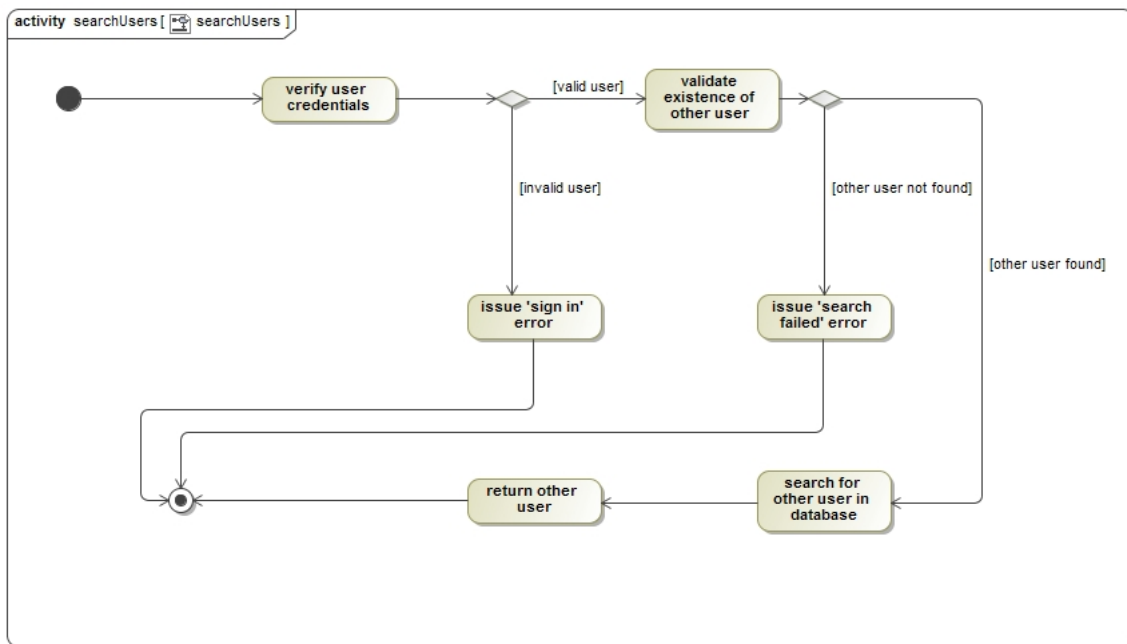 activity searchUsers [ searchUsers ]
verify user
credentials
[valid user]
validate
existence of
other user
[invalid user]
[other user not found]
[other user found]
issue 'sign in'
error
issue 'search
failed' error
return other
user
search for
other user in
database